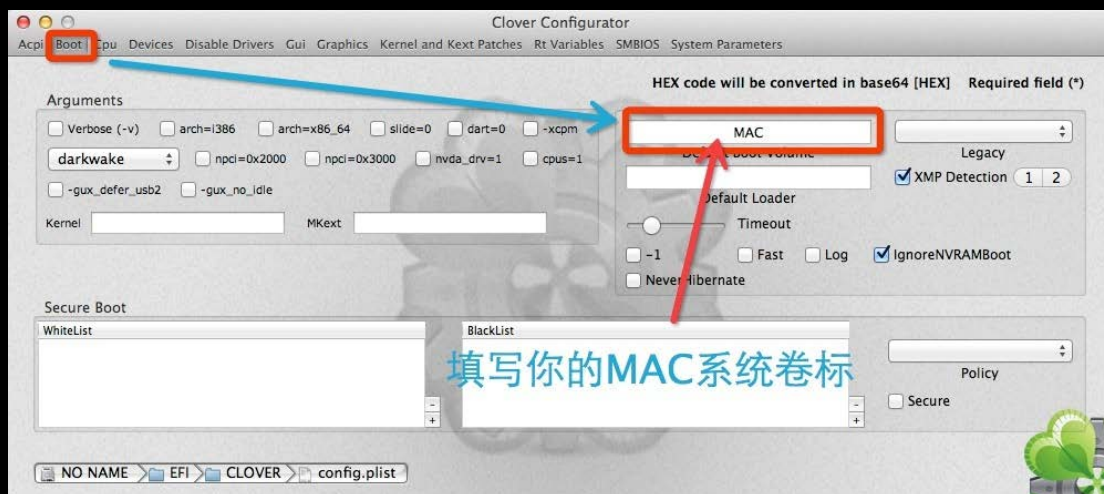 Clover Configurator
Acpi Boot Cpu Devices Disable Drivers Gui Graphics Kernel and Kext Patches Rt Variables SMBIOS System Parameters
HEX code will be converted in base64 [HEX] Required field (*)
Arguments
Verbose (-v) arch=i386 arch=x86_64 slide=0 dart=0 -xcpm
darkwake npci=0x2000 npci=0x3000 nvda_drv=1 cpus=1
-gux_defer_usb2 -gux_no_idle
Kernel MKext
MAC
Default Boot Volume
Legacy
XMP Detection 1 2
Default Loader
Timeout
-1 Fast Log IgnoreNVRAMBoot
NeverHibernate
Secure Boot
WhiteList
BlackList
填写你的MAC系统卷标
Policy
Secure
- +
- +
NO NAME EFI CLOVER config.plist